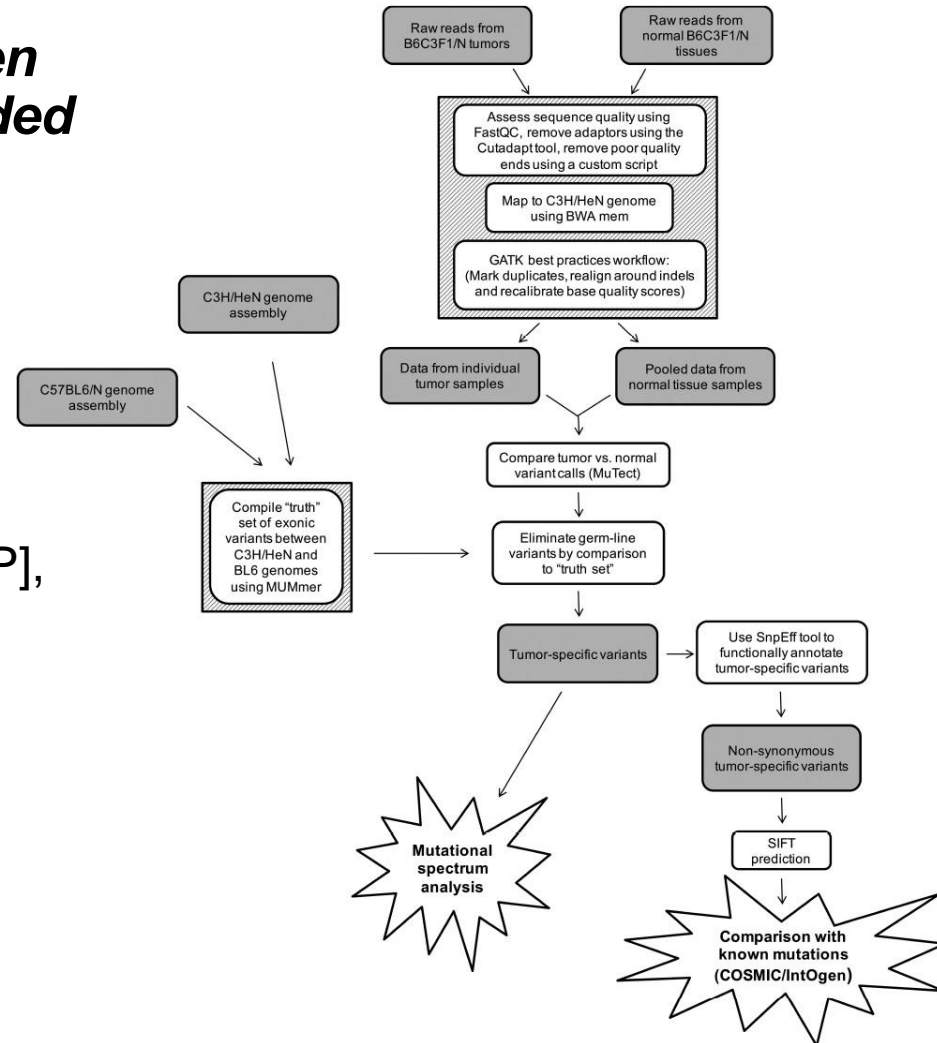 en
ded
P],
Raw reads from
B6C3F1/N tumors
Raw reads from
normal B6C3F1/N
tissues
Assess sequence quality using
FastQC, remove adaptors using the
Cutadapt tool, remove poor quality
ends using a custom script
Map to C3H/HeN genome
using BWA mem
GATK best practices workflow:
(Mark duplicates, realign around indels
and recalibrate base quality scores)
C3H/HeN genome
assembly
C57BL6/N genome
assembly
Data from individual
tumor samples
Pooled data from
normal tissue samples
Compare tumor vs. normal
variant calls (MuTect)
Compile “truth”
set of exonic
variants between
C3H/HeN and
BL6 genomes
using MUMmer
Eliminate germ-line
variants by comparison
to “truth set”
Tumor-specific variants
Use SnpEff tool to
functionally annotate
tumor-specific variants
Non-synonymous
tumor-specific variants
Mutational
spectrum
analysis
SIFT
prediction
Comparison with
known mutations
(COSMIC/IntOgen)